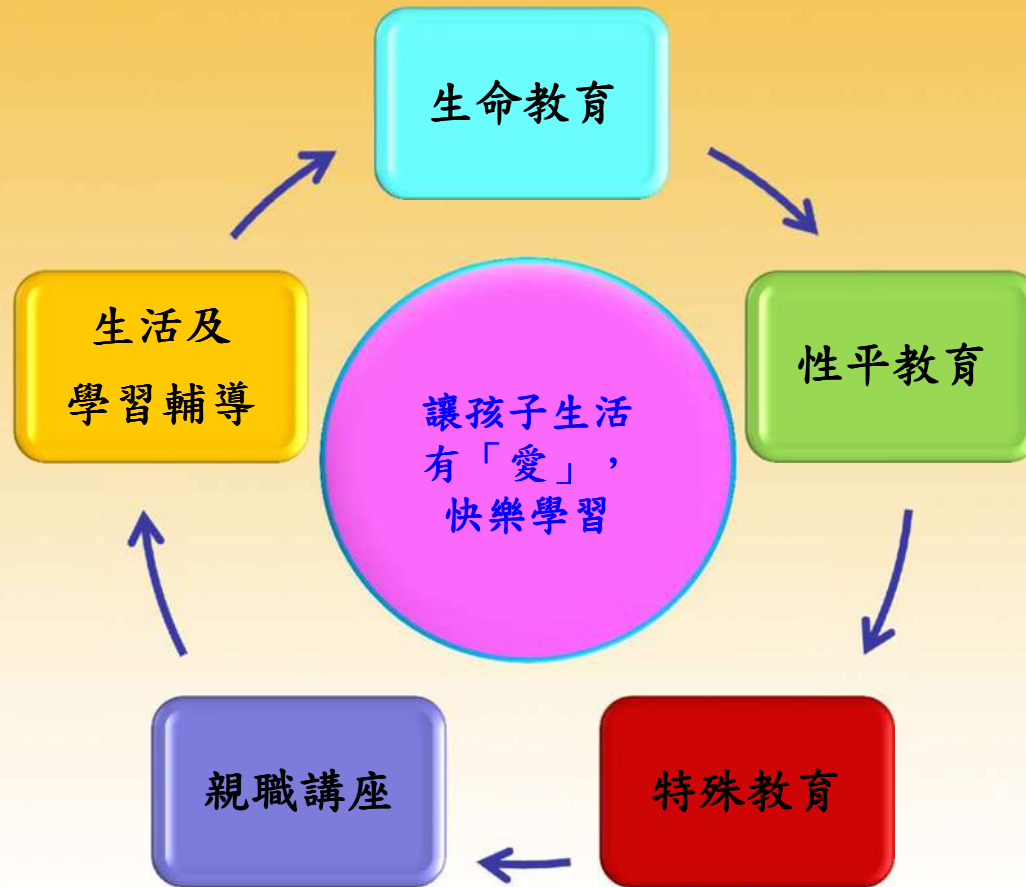 生命教育
性平教育
特殊教育
親職講座
生活及
學習輔導
讓孩子生活
有「愛」，
快樂學習